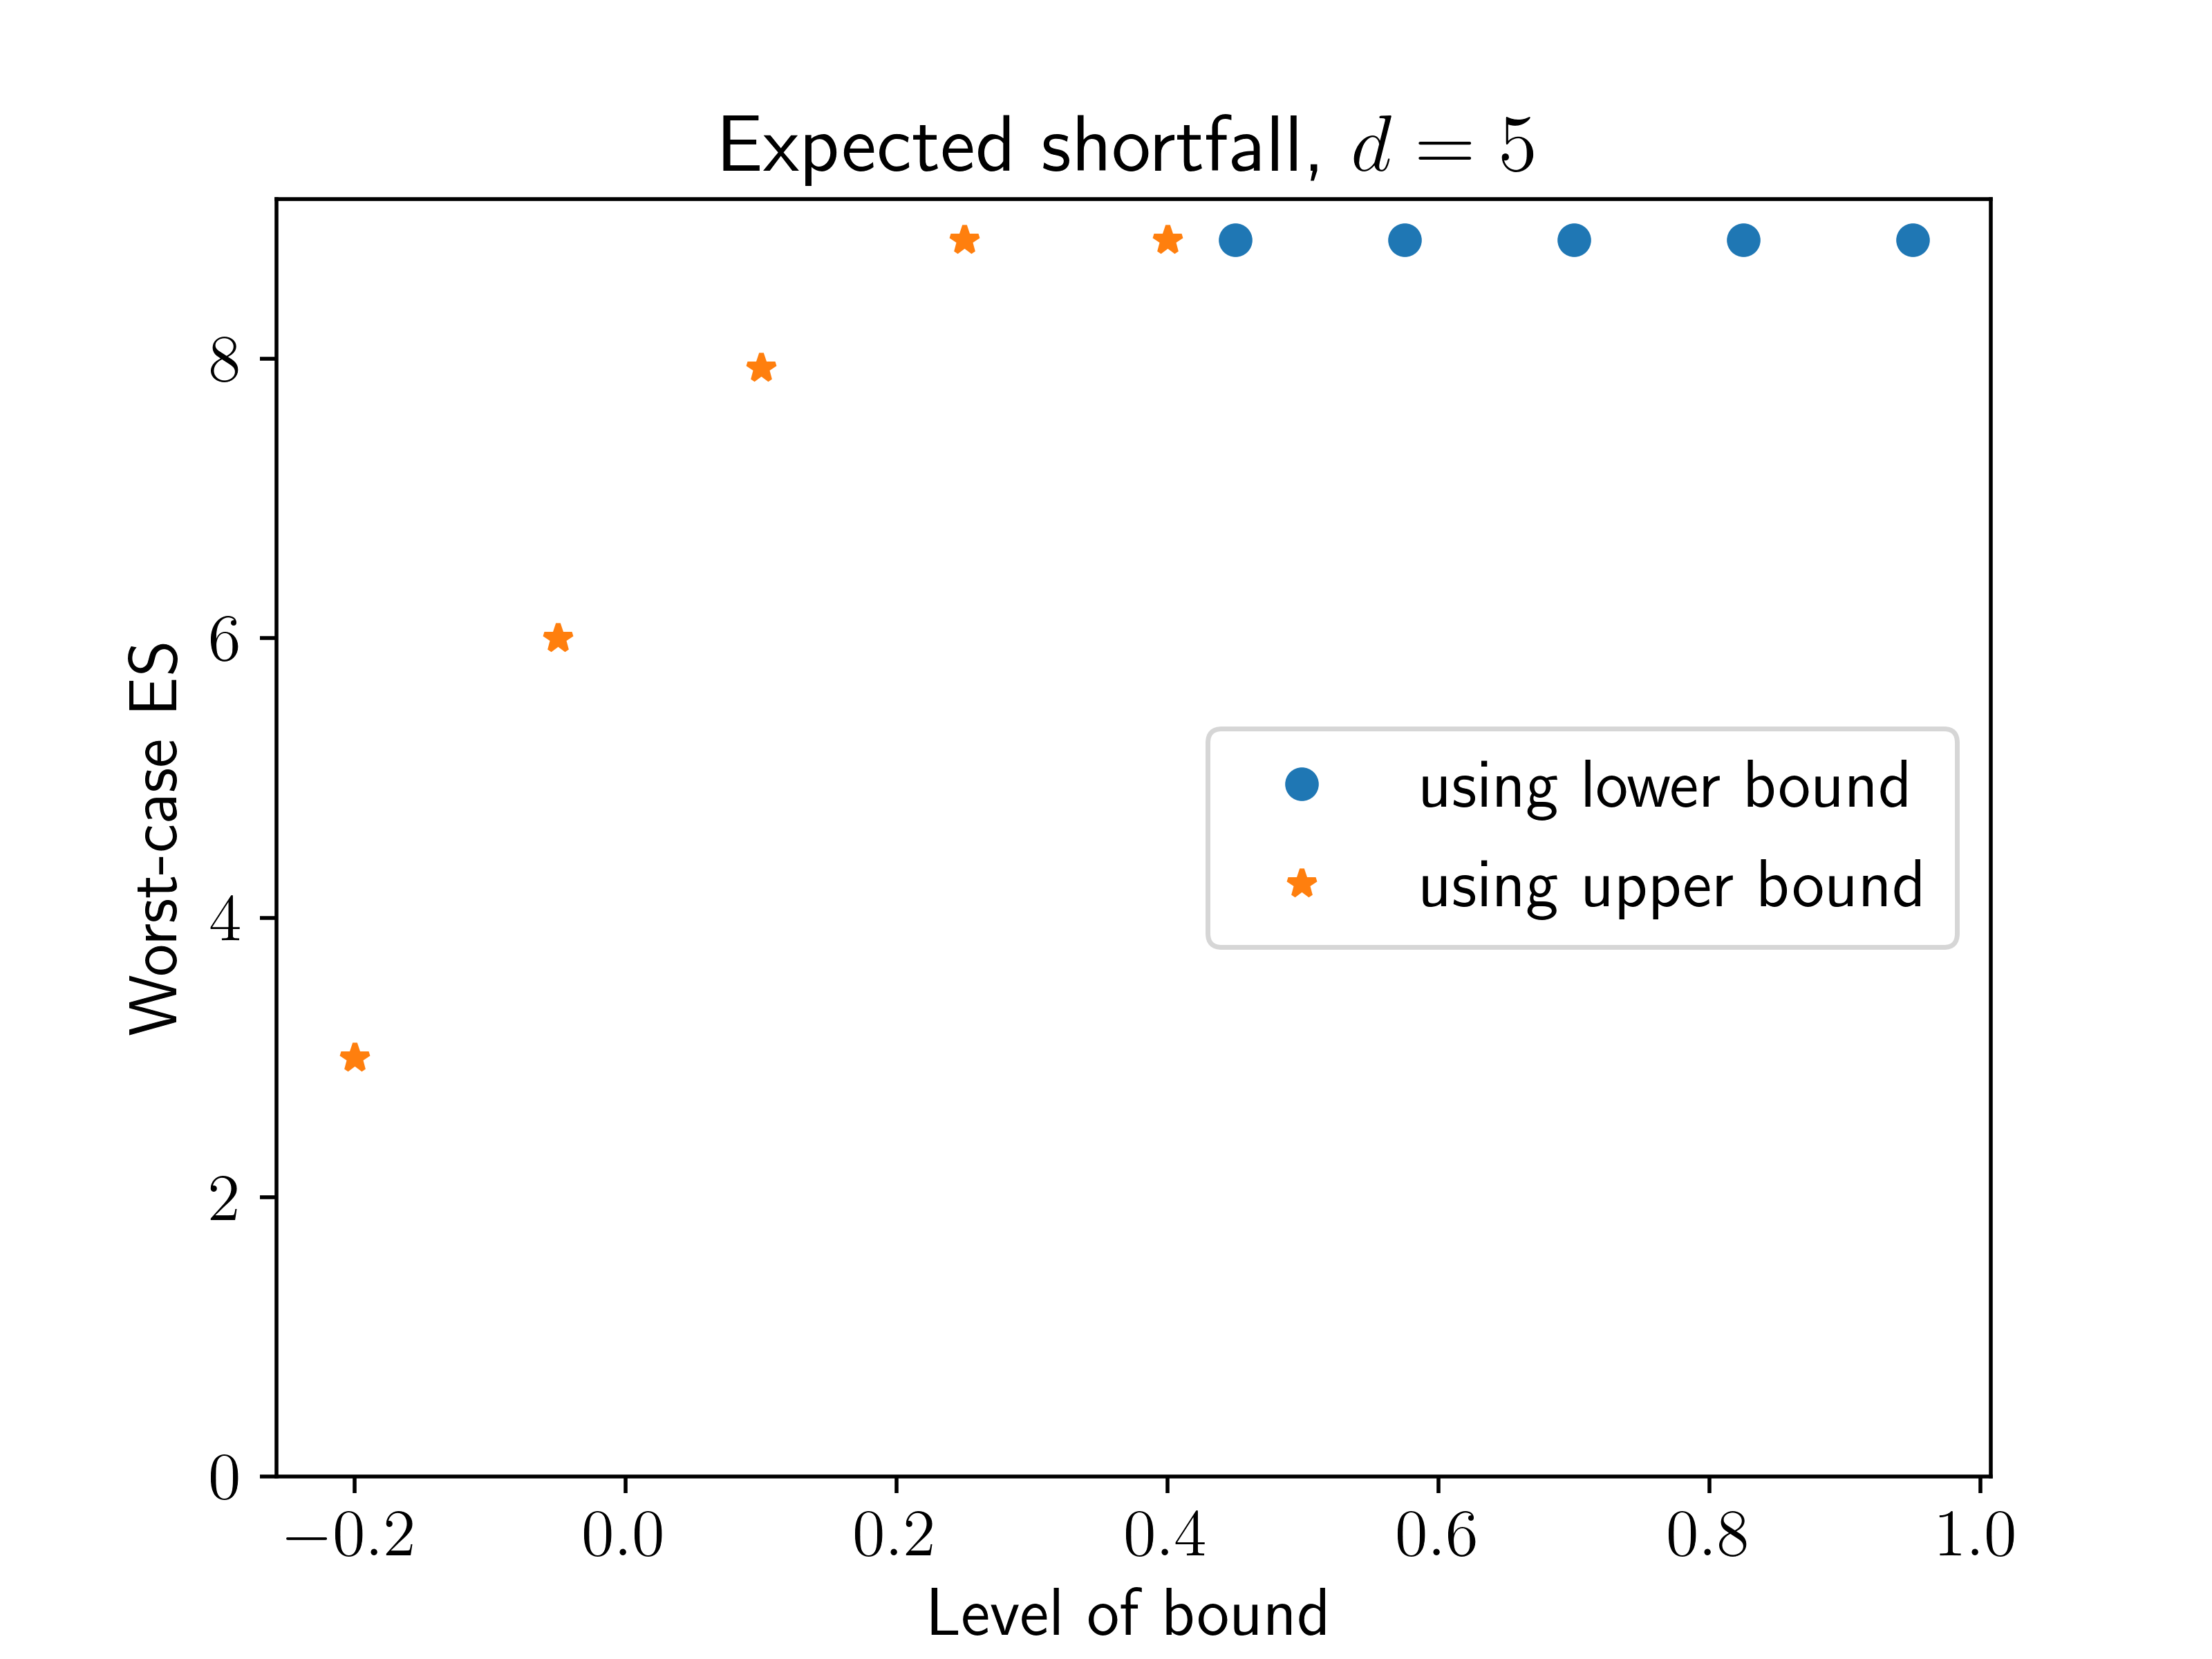 Expected shortfall, d = 5
Worst-case ES
8
6
4
2
0
using lower bound
using upper bound
−0.2 0.0 0.2 0.4 0.6 0.8 1.0
Level of bound